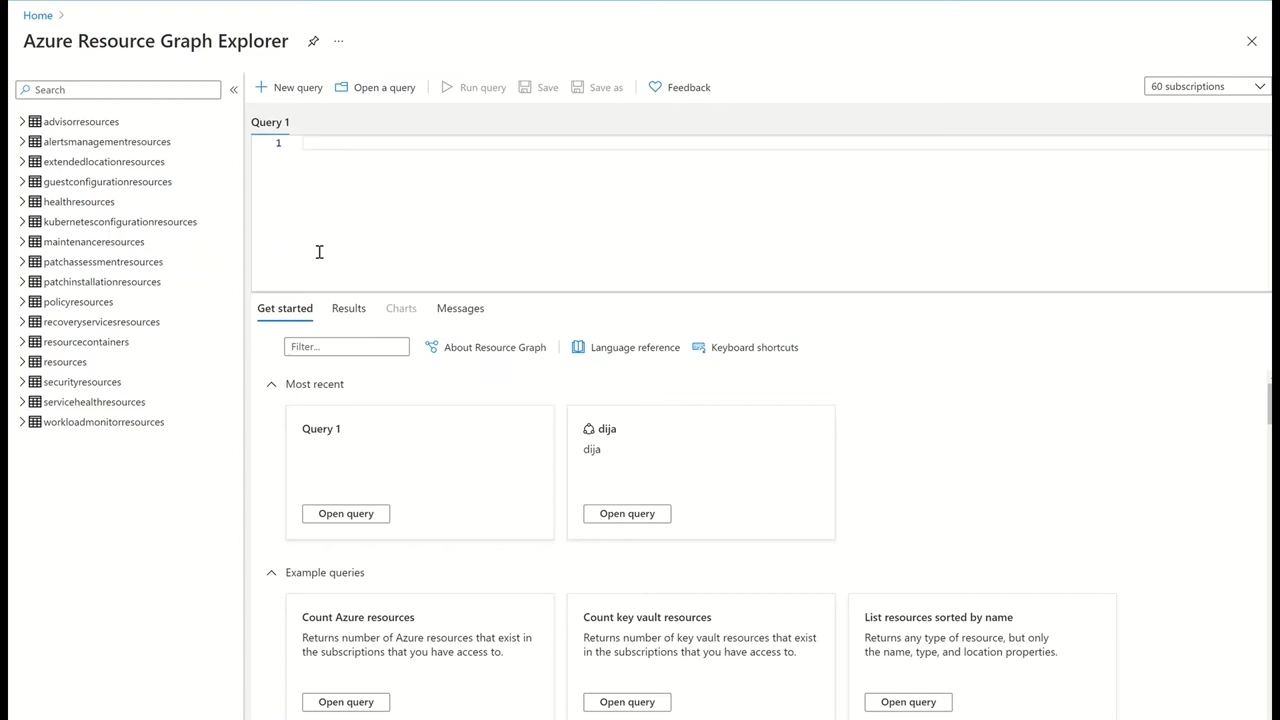 Home
Azure Resource Graph Explorer
Search
New query
Open a query
Run query
Save
Save as
Feedback
60 subscriptions
advisorresources
alertsmanagementresources
extendedlocationresources
guestconfigurationresources
healthresources
kubernetesconfigurationresources
maintenanceresources
patchassessmentresources
patchinstallationresources
policyresources
recoveryservicesresources
resourcecontainers
resources
securityresources
servicehealthresources
workloadmonitorresources
Query 1
1
Get started
Results
Charts
Messages
Filter...
About Resource Graph
Language reference
Keyboard shortcuts
Most recent
Query 1
Open query
dija
dija
Open query
Example queries
Count Azure resources
Returns number of Azure resources that exist in
the subscriptions that you have access to.
Open query
Count key vault resources
Returns number of key vault resources that exist
in the subscriptions that you have access to.
Open query
List resources sorted by name
Returns any type of resource, but only
the name, type, and location properties.
Open query